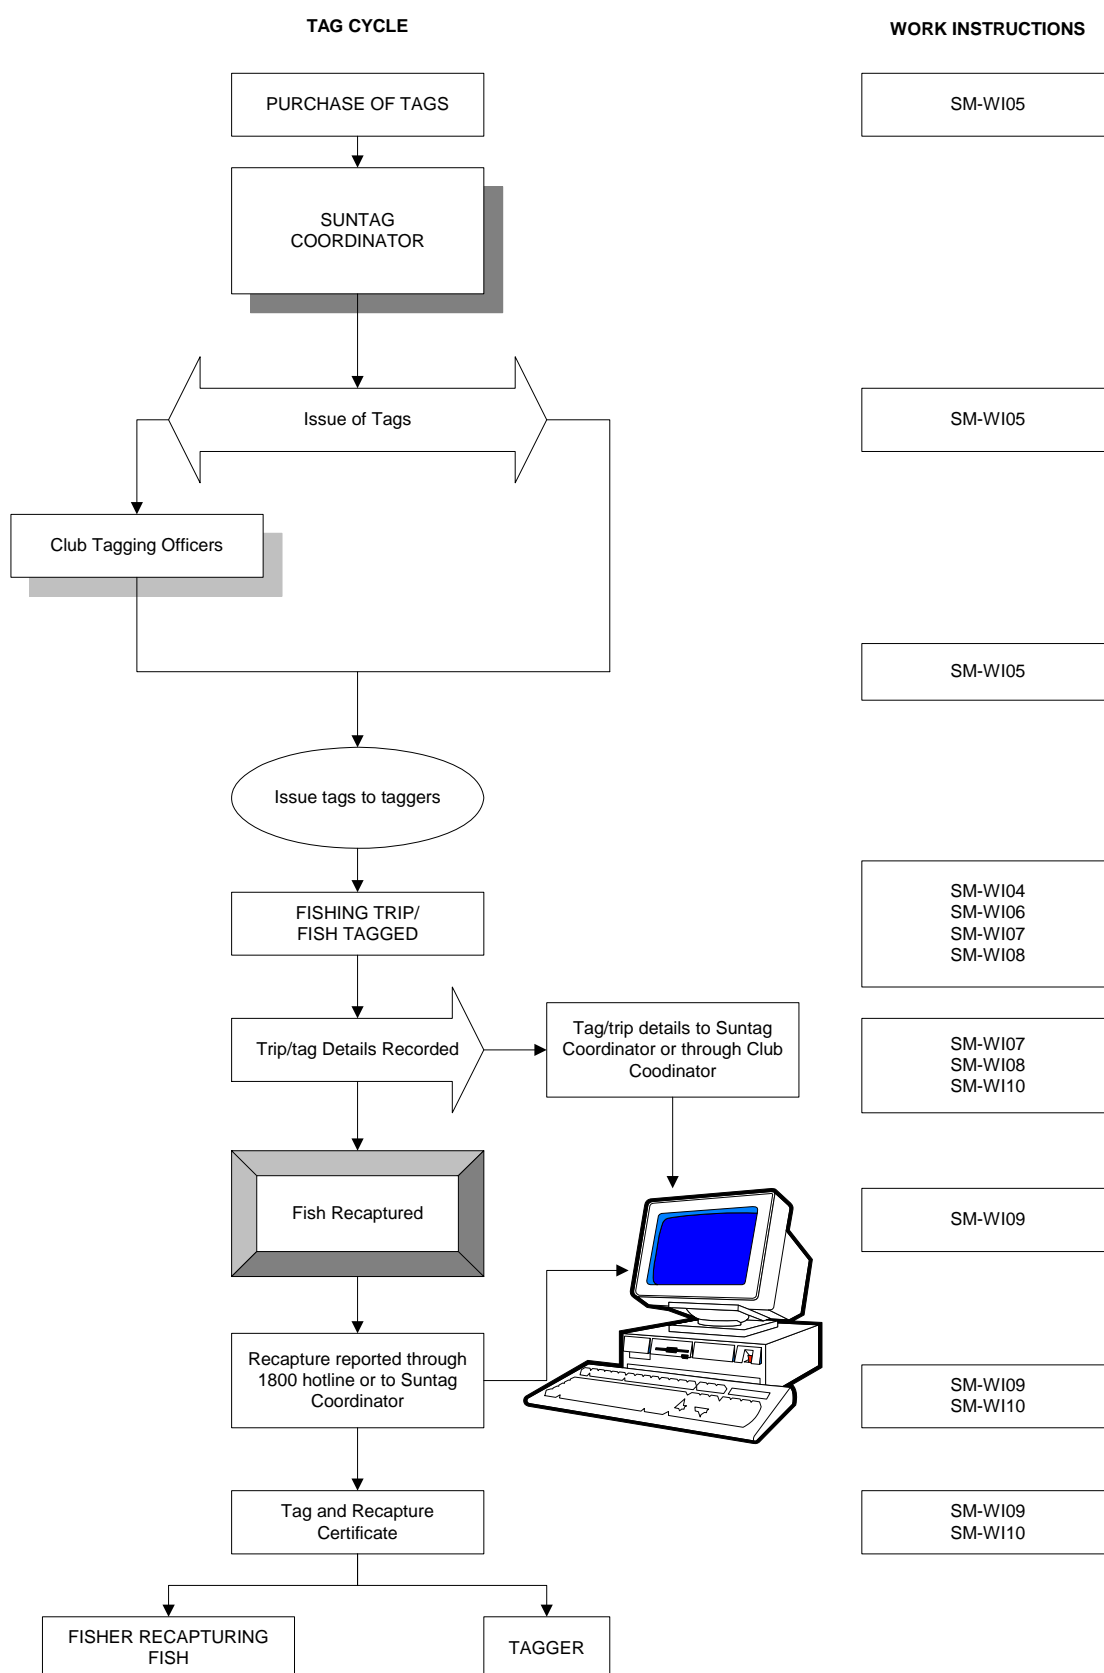 TAG CYCLE
WORK INSTRUCTIONS
PURCHASE OF TAGS
SM-WI05
SUNTAG
COORDINATOR
Issue of Tags
SM-WI05
Club Tagging Officers
SM-WI05
Issue tags to taggers
FISHING TRIP/
FISH TAGGED
SM-WI04
SM-WI06
SM-WI07
SM-WI08
Trip/tag Details Recorded
Tag/trip details to Suntag
Coordinator or through Club
Coodinator
SM-WI07
SM-WI08
SM-WI10
Fish Recaptured
SM-WI09
Recapture reported through
1800 hotline or to Suntag
Coordinator
SM-WI09
SM-WI10
Tag and Recapture
Certificate
SM-WI09
SM-WI10
FISHER RECAPTURING
FISH
TAGGER